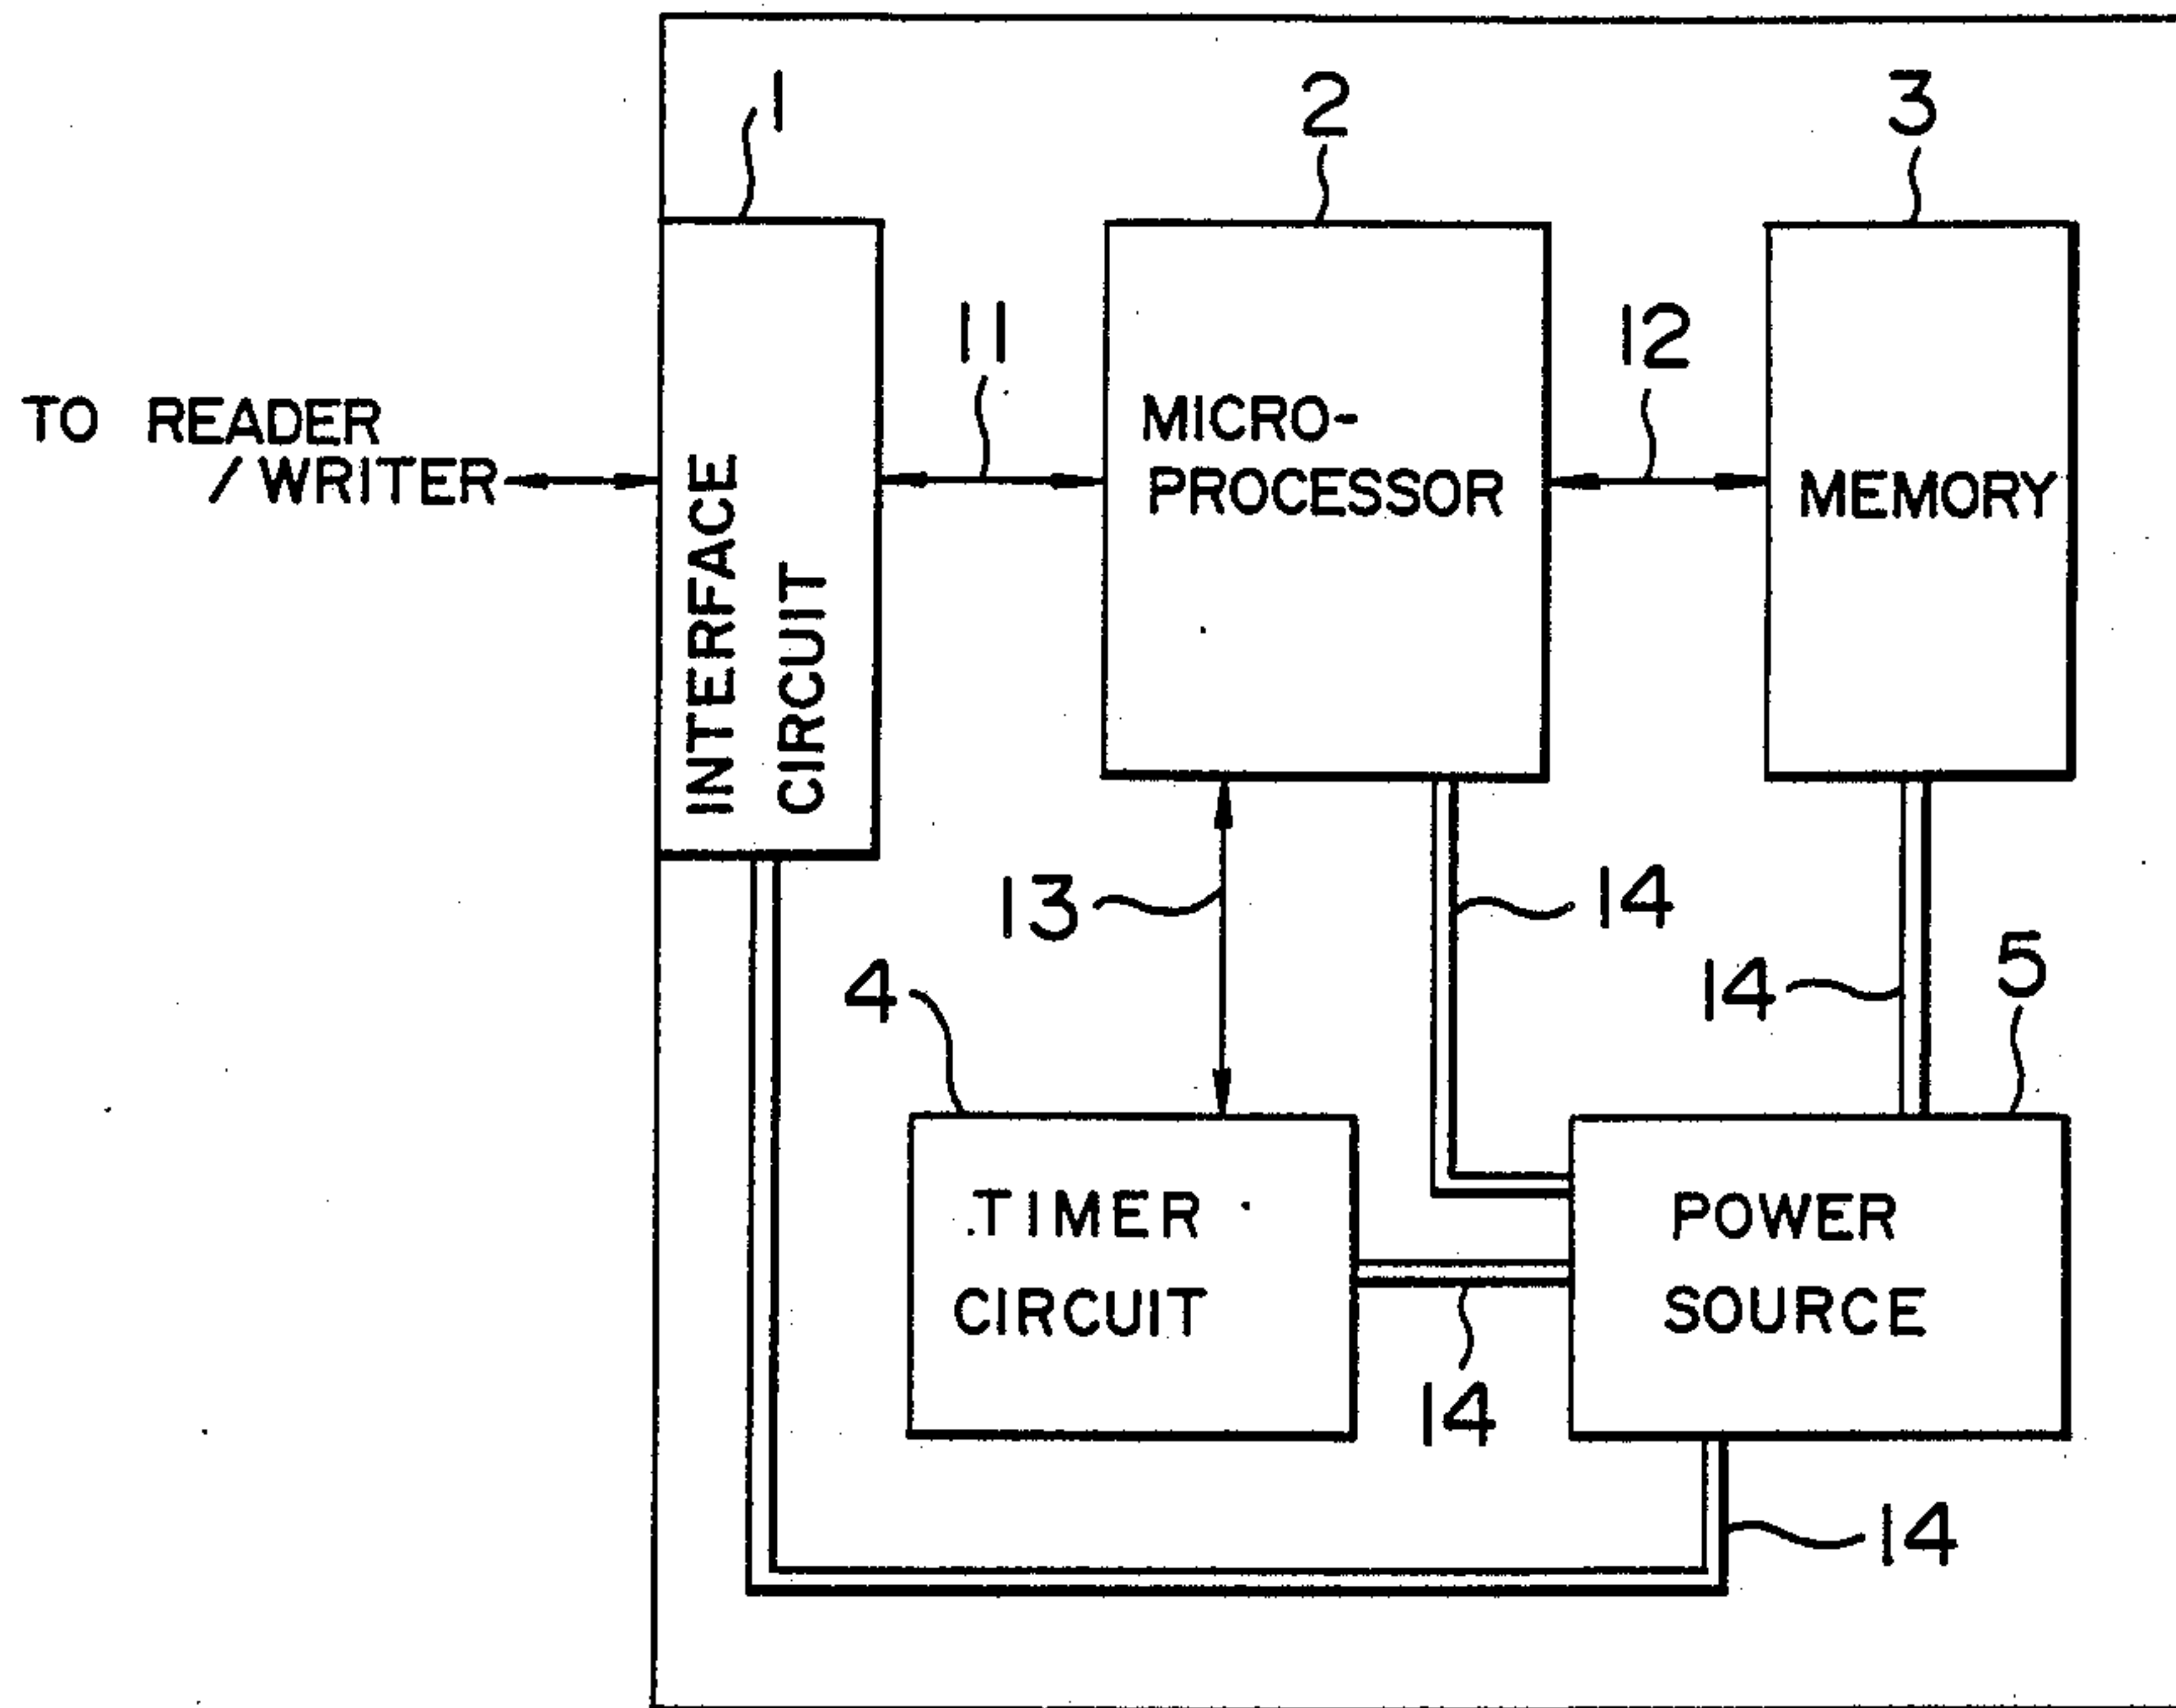 1
2
3
11
12
TO READER
/WRITER
INTERFACE
CIRCUIT
MICRO-
PROCESSOR
MEMORY
13
14
14
4
5
TIMER
CIRCUIT
POWER
SOURCE
14
14